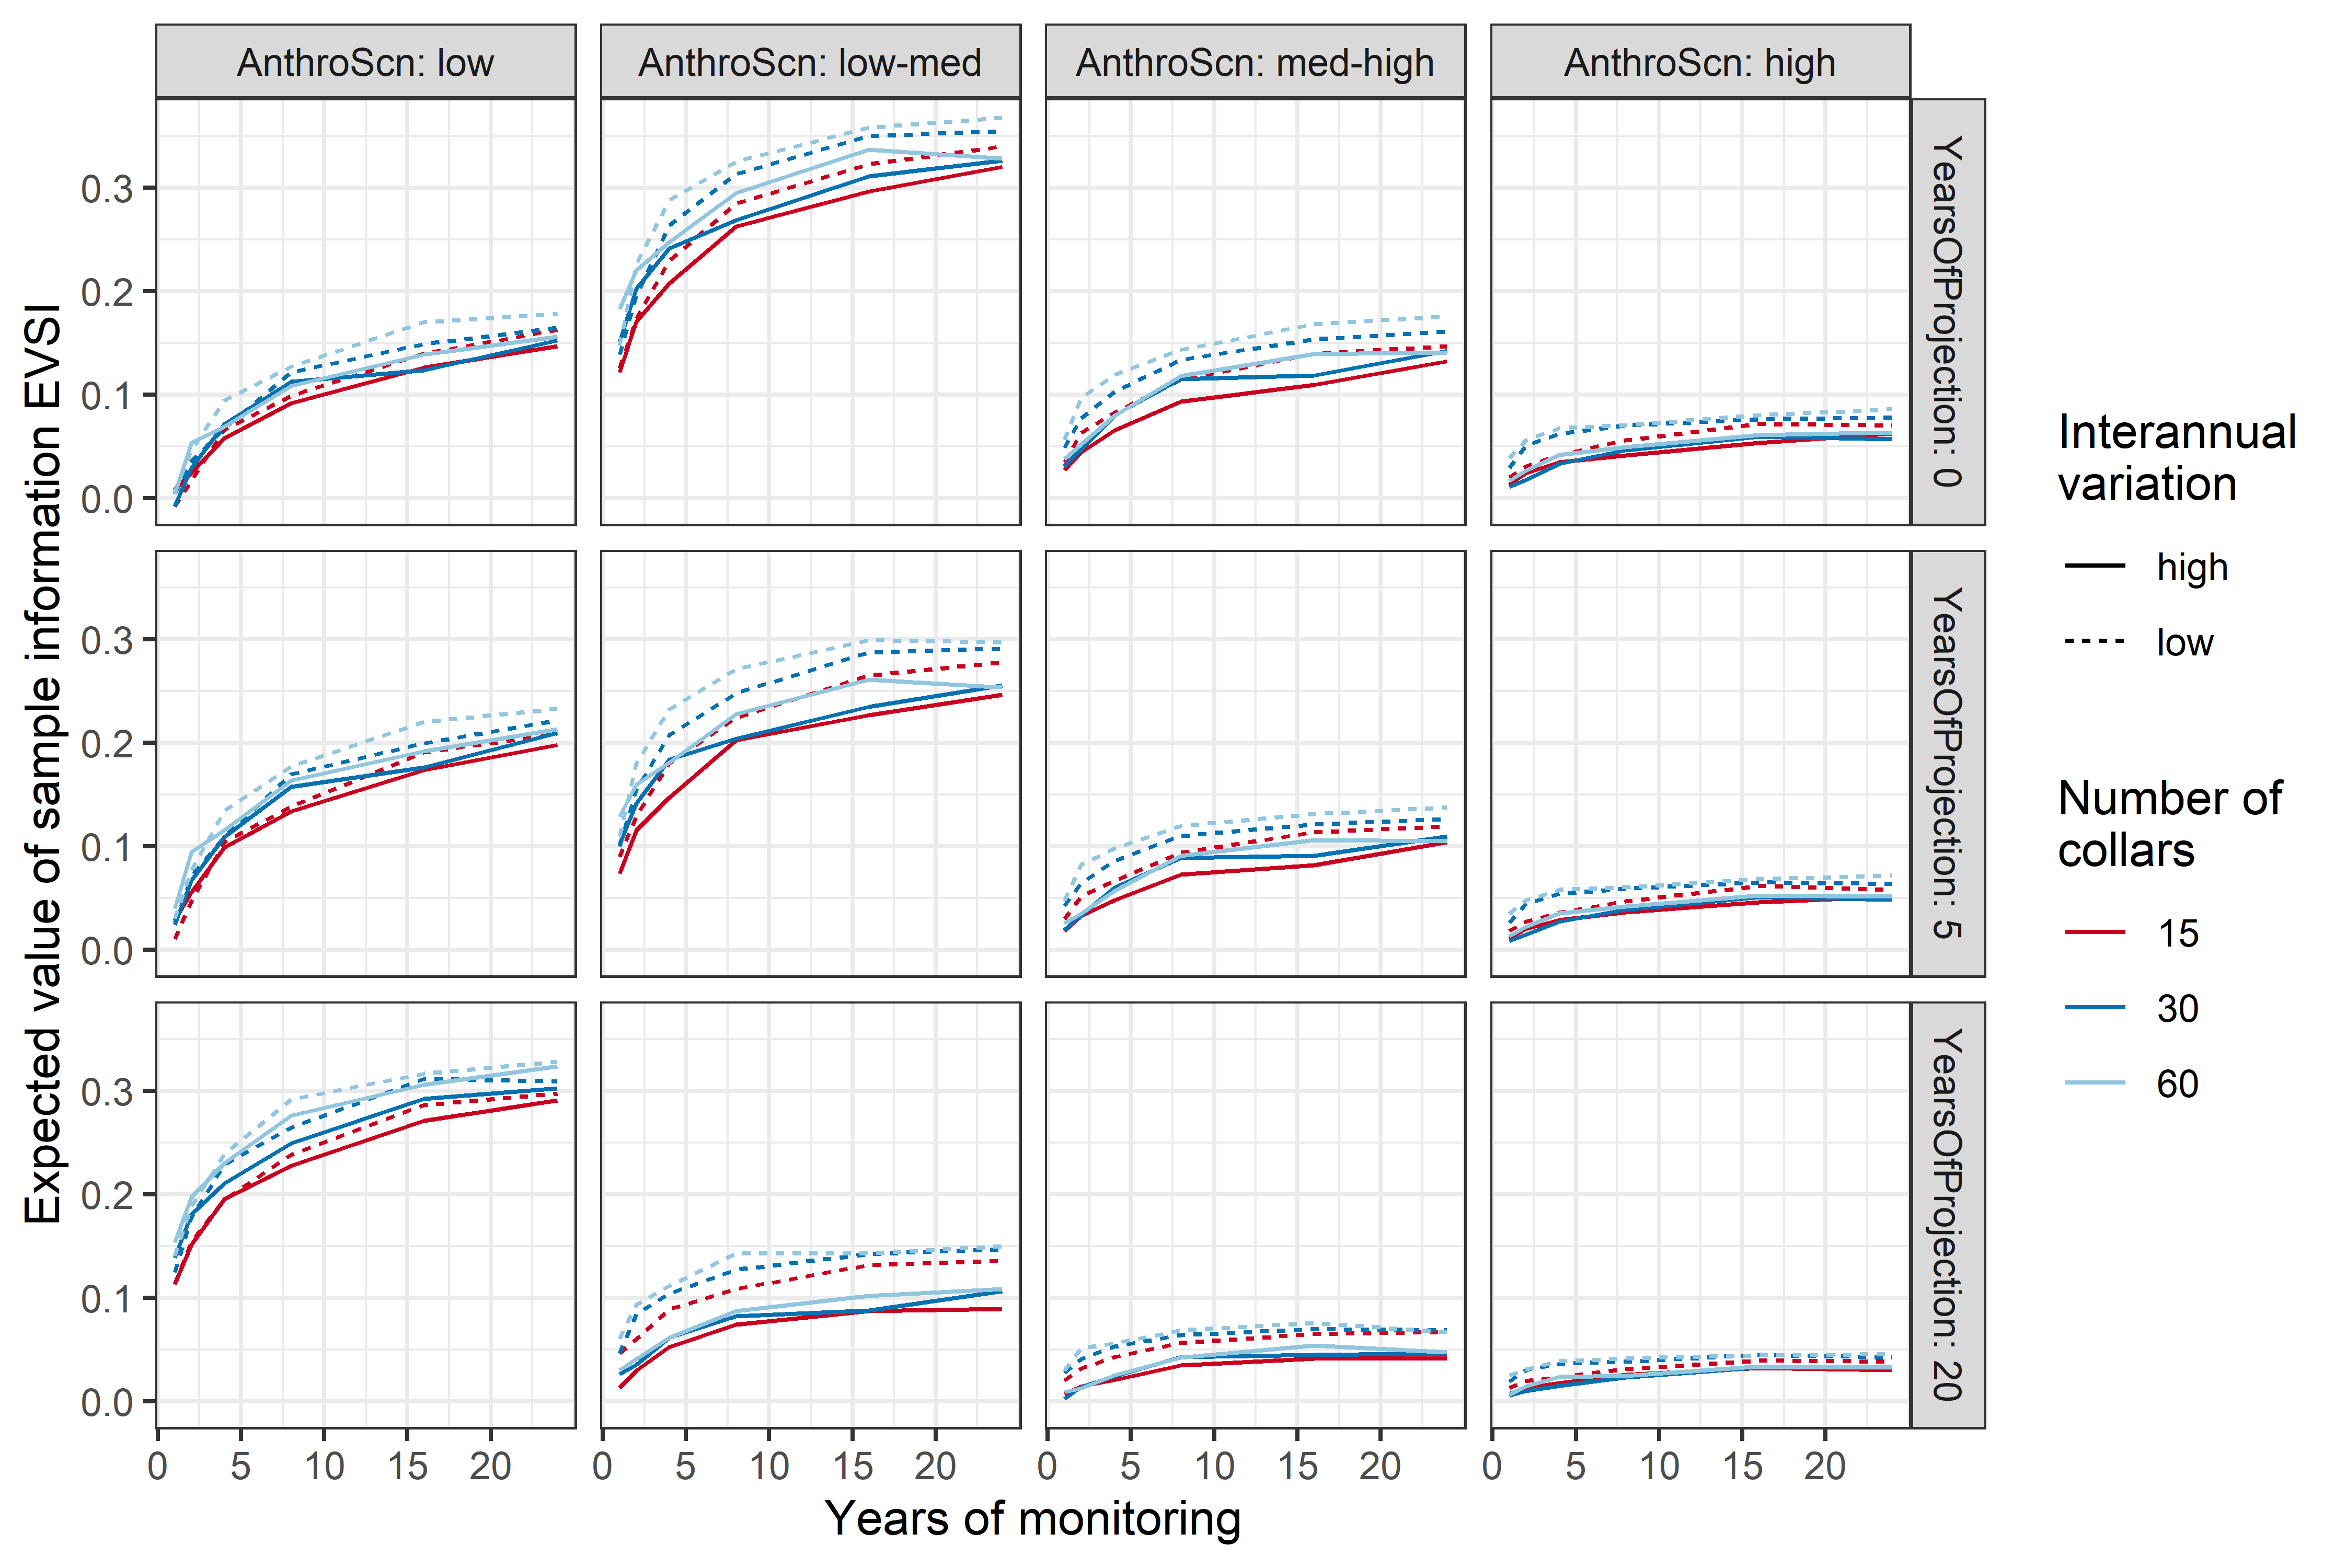 AnthroScn: low
AnthroScn: low-med
AnthroScn: med-high
AnthroScn: high
Expected value of sample information EVSI
0.3
0.2
0.1
0.0
YearsOfProjection: 0
0.3
0.2
0.1
0.0
YearsOfProjection: 5
0.3
0.2
0.1
0.0
YearsOfProjection: 20
0 5 10 15 20
0 5 10 15 20
0 5 10 15 20
0 5 10 15 20
Years of monitoring
Interannual
variation
high
low
Number of
collars
15
30
60